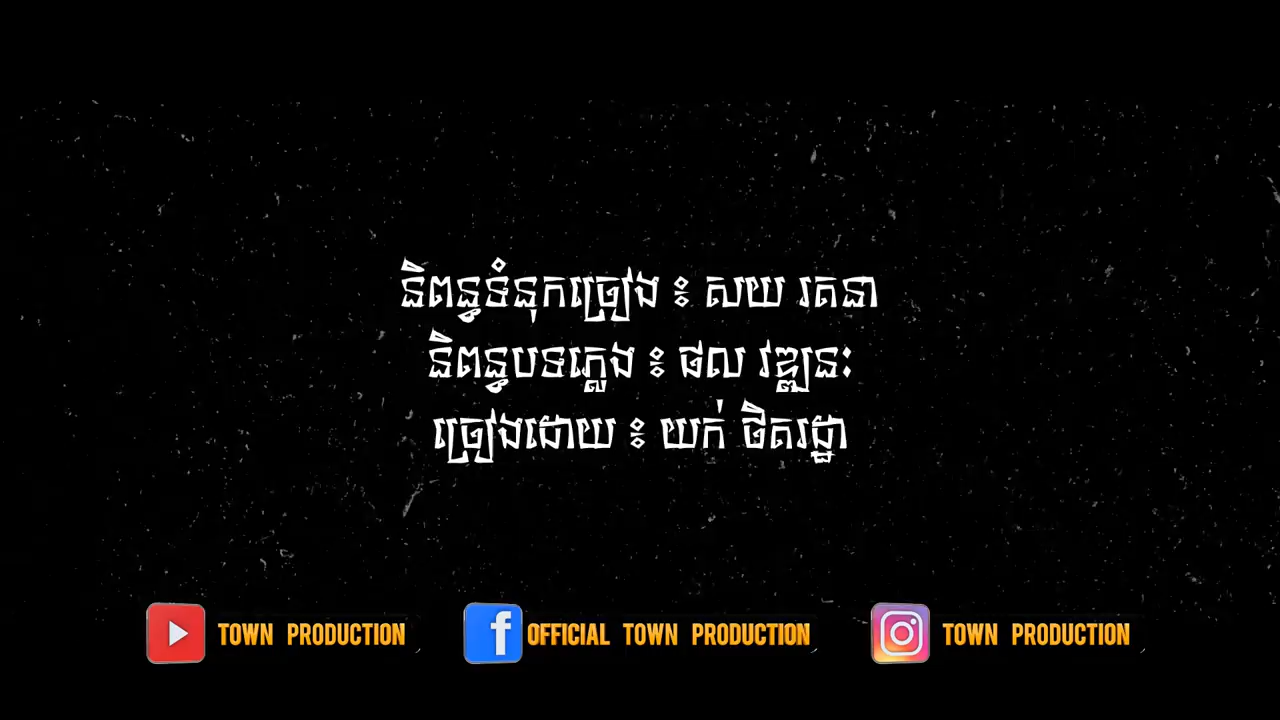 និពន្ធទំនុកច្រៀង ៖ សយ រតនា
និពន្ធបទភ្លេង ៖ ផល វឌ្ឍនៈ
ច្រៀងដោយ ៖ យក់ ថិតរដ្ឋា
TOWN PRODUCTION
OFFICIAL TOWN PRODUCTION
TOWN PRODUCTION